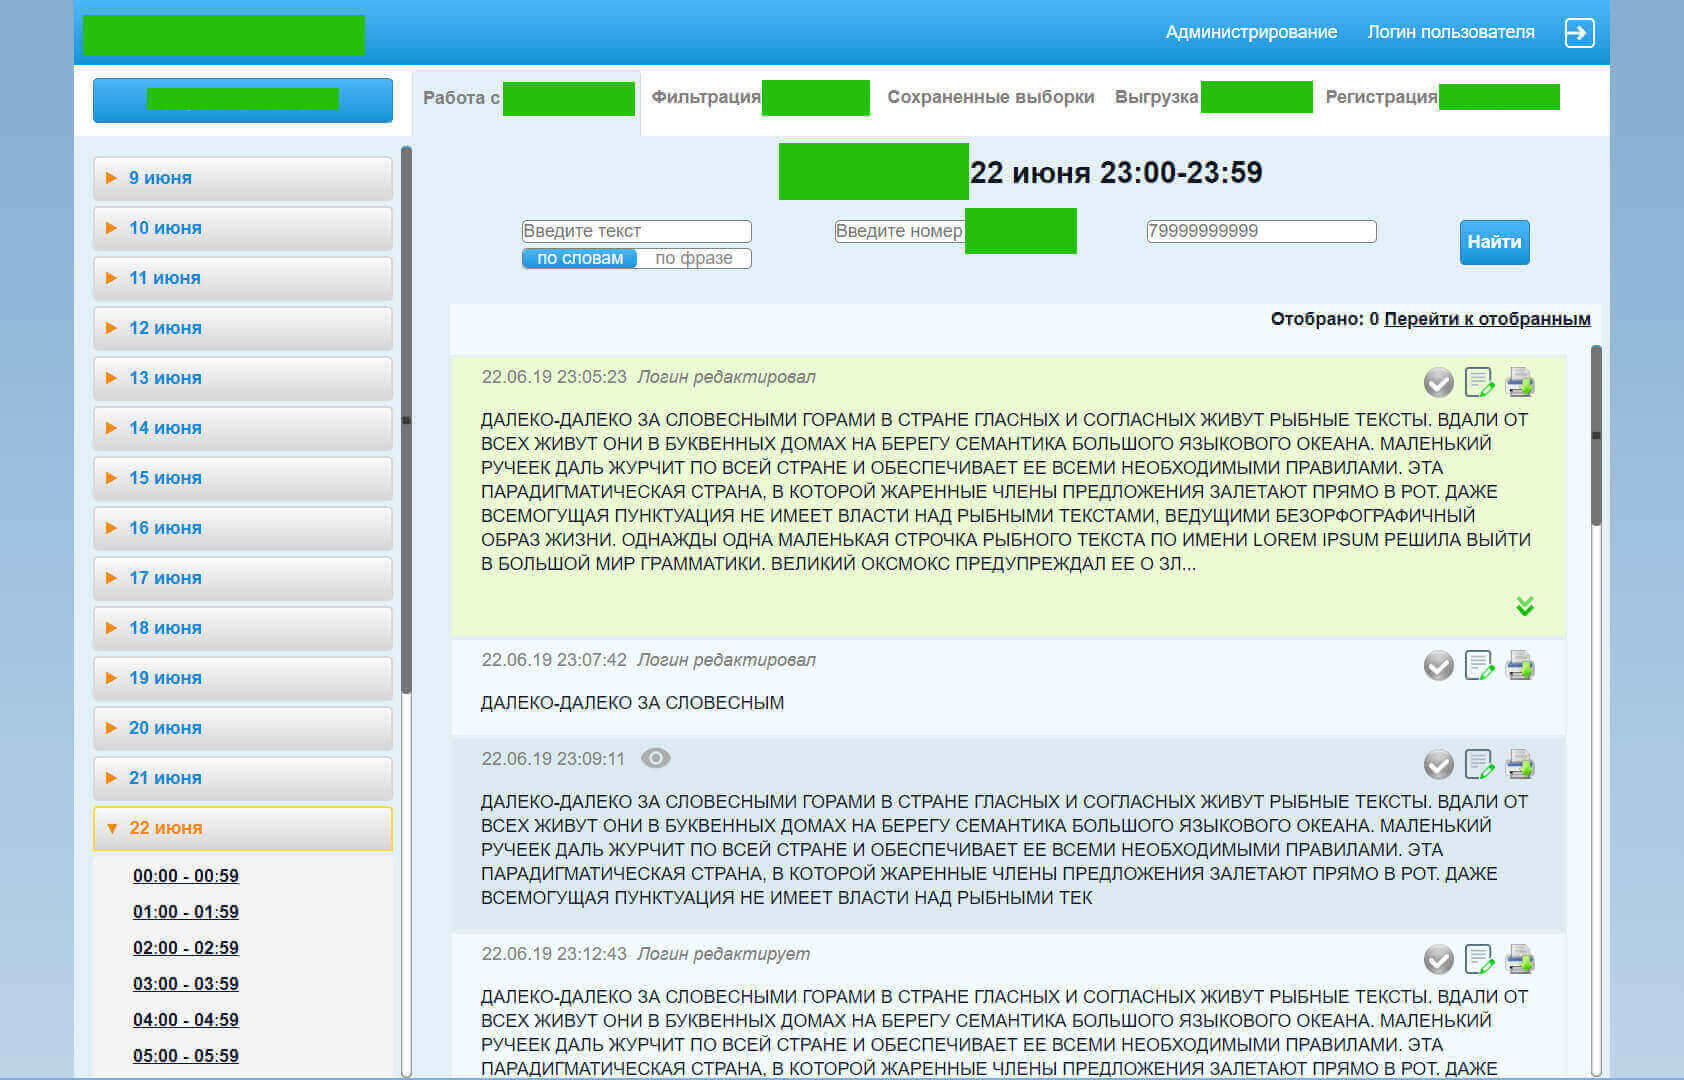 Администрирование Логин пользователя
Работа с Фильтрация Сохраненные выборки Выгрузка Регистрация
9 июня
10 июня
11 июня
12 июня
13 июня
14 июня
15 июня
16 июня
17 июня
18 июня
19 июня
20 июня
21 июня
22 июня
00:00 - 00:59
01:00 - 01:59
02:00 - 02:59
03:00 - 03:59
04:00 - 04:59
05:00 - 05:59
22 июня 23:00-23:59
Введите текст Введите номер 79999999999 Найти
по словам по фразе
Отобрано: 0 Перейти к отобранным
22.06.19 23:05:23 Логин редактировал
ДАЛЕКО-ДАЛЕКО ЗА СЛОВЕСНЫМИ ГОРАМИ В СТРАНЕ ГЛАСНЫХ И СОГЛАСНЫХ ЖИВУТ РЫБНЫЕ ТЕКСТЫ. ВДАЛИ ОТ
ВСЕХ ЖИВУТ ОНИ В БУКВЕННЫХ ДОМАХ НА БЕРЕГУ СЕМАНТИКА БОЛЬШОГО ЯЗЫКОВОГО ОКЕАНА. МАЛЕНЬКИЙ
РУЧЕЕК ДАЛЬ ЖУРЧИТ ПО ВСЕЙ СТРАНЕ И ОБЕСПЕЧИВАЕТ ЕЕ ВСЕМИ НЕОБХОДИМЫМИ ПРАВИЛАМИ. ЭТА
ПАРАДИГМАТИЧЕСКАЯ СТРАНА, В КОТОРОЙ ЖАРЕННЫЕ ЧЛЕНЫ ПРЕДЛОЖЕНИЯ ЗАЛЕТАЮТ ПРЯМО В РОТ. ДАЖЕ
ВСЕМОГУЩАЯ ПУНКТУАЦИЯ НЕ ИМЕЕТ ВЛАСТИ НАД РЫБНЫМИ ТЕКСТАМИ, ВЕДУЩИМИ БЕЗОРФОГРАФИЧНЫЙ
ОБРАЗ ЖИЗНИ. ОДНАЖДЫ ОДНА МАЛЕНЬКАЯ СТРОЧКА РЫБНОГО ТЕКСТА ПО ИМЕНИ LOREM IPSUM РЕШИЛА ВЫЙТИ
В БОЛЬШОЙ МИР ГРАММАТИКИ. ВЕЛИКИЙ ОКСМОКС ПРЕДУПРЕЖДАЛ ЕЕ О ЗЛ...
22.06.19 23:07:42 Логин редактировал
ДАЛЕКО-ДАЛЕКО ЗА СЛОВЕСНЫМ
22.06.19 23:09:11
ДАЛЕКО-ДАЛЕКО ЗА СЛОВЕСНЫМИ ГОРАМИ В СТРАНЕ ГЛАСНЫХ И СОГЛАСНЫХ ЖИВУТ РЫБНЫЕ ТЕКСТЫ. ВДАЛИ ОТ
ВСЕХ ЖИВУТ ОНИ В БУКВЕННЫХ ДОМАХ НА БЕРЕГУ СЕМАНТИКА БОЛЬШОГО ЯЗЫКОВОГО ОКЕАНА. МАЛЕНЬКИЙ
РУЧЕЕК ДАЛЬ ЖУРЧИТ ПО ВСЕЙ СТРАНЕ И ОБЕСПЕЧИВАЕТ ЕЕ ВСЕМИ НЕОБХОДИМЫМИ ПРАВИЛАМИ. ЭТА
ПАРАДИГМАТИЧЕСКАЯ СТРАНА, В КОТОРОЙ ЖАРЕННЫЕ ЧЛЕНЫ ПРЕДЛОЖЕНИЯ ЗАЛЕТАЮТ ПРЯМО В РОТ. ДАЖЕ
ВСЕМОГУЩАЯ ПУНКТУАЦИЯ НЕ ИМЕЕТ ВЛАСТИ НАД РЫБНЫМИ ТЕК
22.06.19 23:12:43 Логин редактирует
ДАЛЕКО-ДАЛЕКО ЗА СЛОВЕСНЫМИ ГОРАМИ В СТРАНЕ ГЛАСНЫХ И СОГЛАСНЫХ ЖИВУТ РЫБНЫЕ ТЕКСТЫ. ВДАЛИ ОТ
ВСЕХ ЖИВУТ ОНИ В БУКВЕННЫХ ДОМАХ НА БЕРЕГУ СЕМАНТИКА БОЛЬШОГО ЯЗЫКОВОГО ОКЕАНА. МАЛЕНЬКИЙ
РУЧЕЕК ДАЛЬ ЖУРЧИТ ПО ВСЕЙ СТРАНЕ И ОБЕСПЕЧИВАЕТ ЕЕ ВСЕМИ НЕОБХОДИМЫМИ ПРАВИЛАМИ. ЭТА
ПАРАДИГМАТИЧЕСКАЯ СТРАНА, В КОТОРОЙ ЖАРЕННЫЕ ЧЛЕНЫ ПРЕДЛОЖЕНИЯ ЗАЛЕТАЮТ ПРЯМО В РОТ. ДАЖЕ